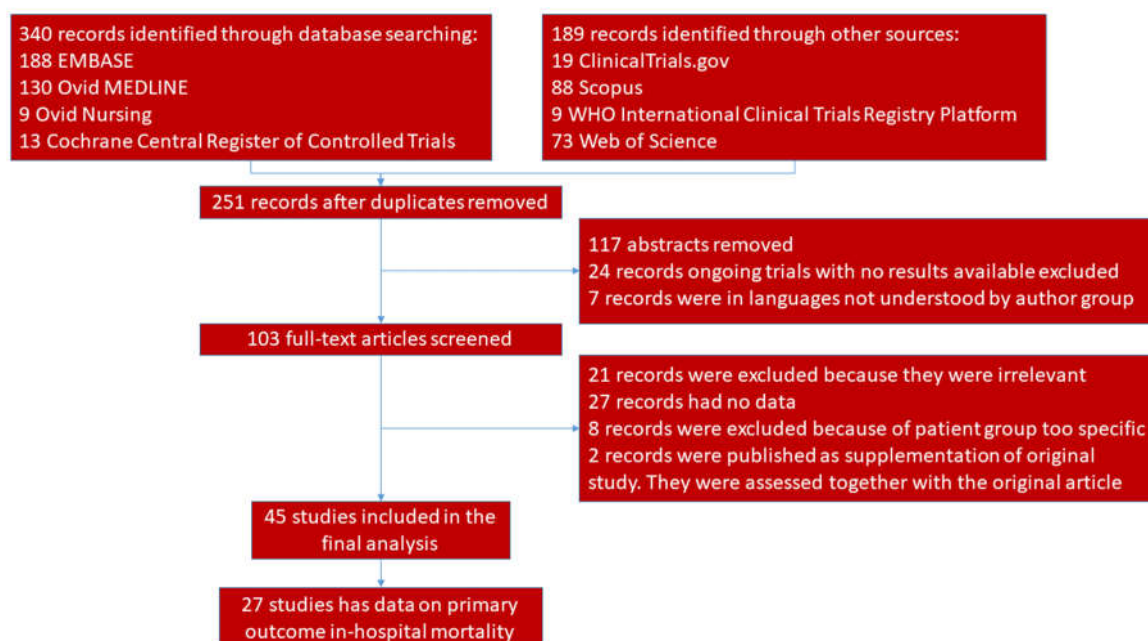 340 records identified through database searching:
188 EMBASE
130 Ovid MEDLINE
9 Ovid Nursing
13 Cochrane Central Register of Controlled Trials
189 records identified through other sources:
19 ClinicalTrials.gov
88 Scopus
9 WHO International Clinical Trials Registry Platform
73 Web of Science
251 records after duplicates removed
117 abstracts removed
24 records ongoing trials with no results available excluded
7 records were in languages not understood by author group
103 full-text articles screened
21 records were excluded because they were irrelevant
27 records had no data
8 records were excluded because of patient group too specific
2 records were published as supplementation of original
study. They were assessed together with the original article
45 studies included in the
final analysis
27 studies has data on primary
outcome in-hospital mortality